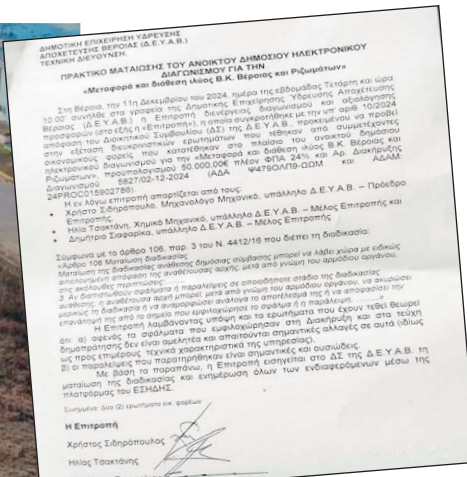 ΔΗΜΟΤΙΚΗ ΕΠΙΧΕΙΡΗΣΗ ΥΔΡΕΥΣΗΣ
ΑΠΟΧΕΤΕΥΣΗΣ ΒΕΡΟΙΑΣ (Δ.Ε.Υ.Α.Β.)
ΤΕΧΝΙΚΗ ΔΙΕΥΘΥΝΣΗ.
ΠΡΑΚΤΙΚΟ ΜΑΤΑΙΩΣΗΣ ΤΟΥ ΑΝΟΙΚΤΟΥ ΔΗΜΟΣΙΟΥ ΗΛΕΚΤΡΟΝΙΚΟΥ
ΔΙΑΓΩΝΙΣΜΟΥ ΓΙΑ ΤΗΝ
«Μεταφορά και διάθεση ιλύος Β.Κ. Βέροιας και Ριζωμάτων»
Στη Βέροια, την 11η Δεκεμβρίου του 2024, ημέρα της εβδομάδας Τετάρτη και ώρα
10.00΄ συνήλθε στα γραφεία της Δημοτικής Επιχείρησης Ύδρευσης Αποχέτευσης
Βέροιας (Δ.Ε.Υ.Α.Β.) η Επιτροπή διενέργειας διαγωνισμού και αξιολόγησης
προσφορών (στο εξής η «Επιτροπή»), η οποία συγκροτήθηκε με την υπ' αριθ 10/2024
απόφαση του Διοικητικού Συμβουλίου (ΔΣ) της Δ.Ε.Υ.Α.Β., προκειμένου να προβεί
στην εξέταση διευκρινιστικών ερωτημάτων που τέθηκαν από συμμετέχοντες
οικονομικούς φορείς που κατατέθηκαν στο πλαίσιο του ανοικτού δημοσίου
ηλεκτρονικού διαγωνισμού για την «Μεταφορά και διάθεση ιλύος Β.Κ. Βέροιας και
Ριζωμάτων», προϋπολογισμού 50.000,00€ πλέον ΦΠΑ 24% και Αρ. Διακήρυξης
Διαγωνισμού 5827/02-12-2024 (ΑΔΑ Ψ479ΟΛΠ9-ΩΩΜ και ΑΔΑΜ:
24PROC015902786).
Η εν λόγω επιτροπή απαρτίζεται από τους:
• Χρήστο Σιδηρόπουλο, Μηχανολόγο Μηχανικό, υπάλληλο Δ.Ε.Υ.Α.Β. – Πρόεδρο
Επιτροπής,
• Ηλία Τσακτάνη, Χημικό Μηχανικό, υπάλληλο Δ.Ε.Υ.Α.Β. – Μέλος Επιτροπής και
• Δημήτριο Σιαφαρίκα, υπάλληλο Δ.Ε.Υ.Α.Β. – Μέλος Επιτροπής
Σύμφωνα με το άρθρο 106, παρ. 3 του Ν. 4412/16 που διέπει τη διαδικασία:
«Άρθρο 106 Ματαίωση διαδικασίας
Ματαίωση της διαδικασίας ανάθεσης δημόσιας σύμβασης μπορεί να λάβει χώρα με ειδικώς
αιτιολογημένη απόφαση της αναθέτουσας αρχής, μετά από γνώμη του αρμόδιου οργάνου,
στις ακόλουθες περιπτώσεις:
3. Αν διαπιστωθούν σφάλματα ή παραλείψεις σε οποιοδήποτε στάδιο της διαδικασίας
ανάθεσης, η αναθέτουσα αρχή μπορεί, μετά από γνώμη του αρμόδιου οργάνου, να ακυρώσει
μερικώς τη διαδικασία ή να αναμορφώσει ανάλογα το αποτέλεσμά της, ή να αποφασίσει την
επανάληψή της από το σημείο που εμφιλοχώρησε το σφάλμα ή η παράλειψη. ......»
Η Επιτροπή λαμβάνοντας υπόψη και τα ερωτήματα που έχουν τεθεί θεωρεί
ότι: α) αφενός τα σφάλματα που εμφιλοχώρησαν στη Διακήρυξη και στα τεύχη
δημοπράτησης δεν είναι αμελητέα και απαιτούνται σημαντικές αλλαγές σε αυτά (ιδίως
ως προς επιμέρους τεχνικά χαρακτηριστικά της υπηρεσίας),
β) οι παραλείψεις που παρατηρήθηκαν είναι σημαντικές και ουσιώδεις.
Με βάση τα παραπάνω, η Επιτροπή εισηγείται στο ΔΣ της Δ.Ε.Υ.Α.Β. τη
ματαίωση της διαδικασίας και ενημέρωση όλων των ενδιαφερόμενων μέσω της
πλατφόρμας του ΕΣΗΔΗΣ.
Συνημμένα: Δύο (2) ερωτήματα οικ. φορέων
Η Επιτροπή
Χρήστος Σιδηρόπουλος
Ηλίας Τσακτάνης